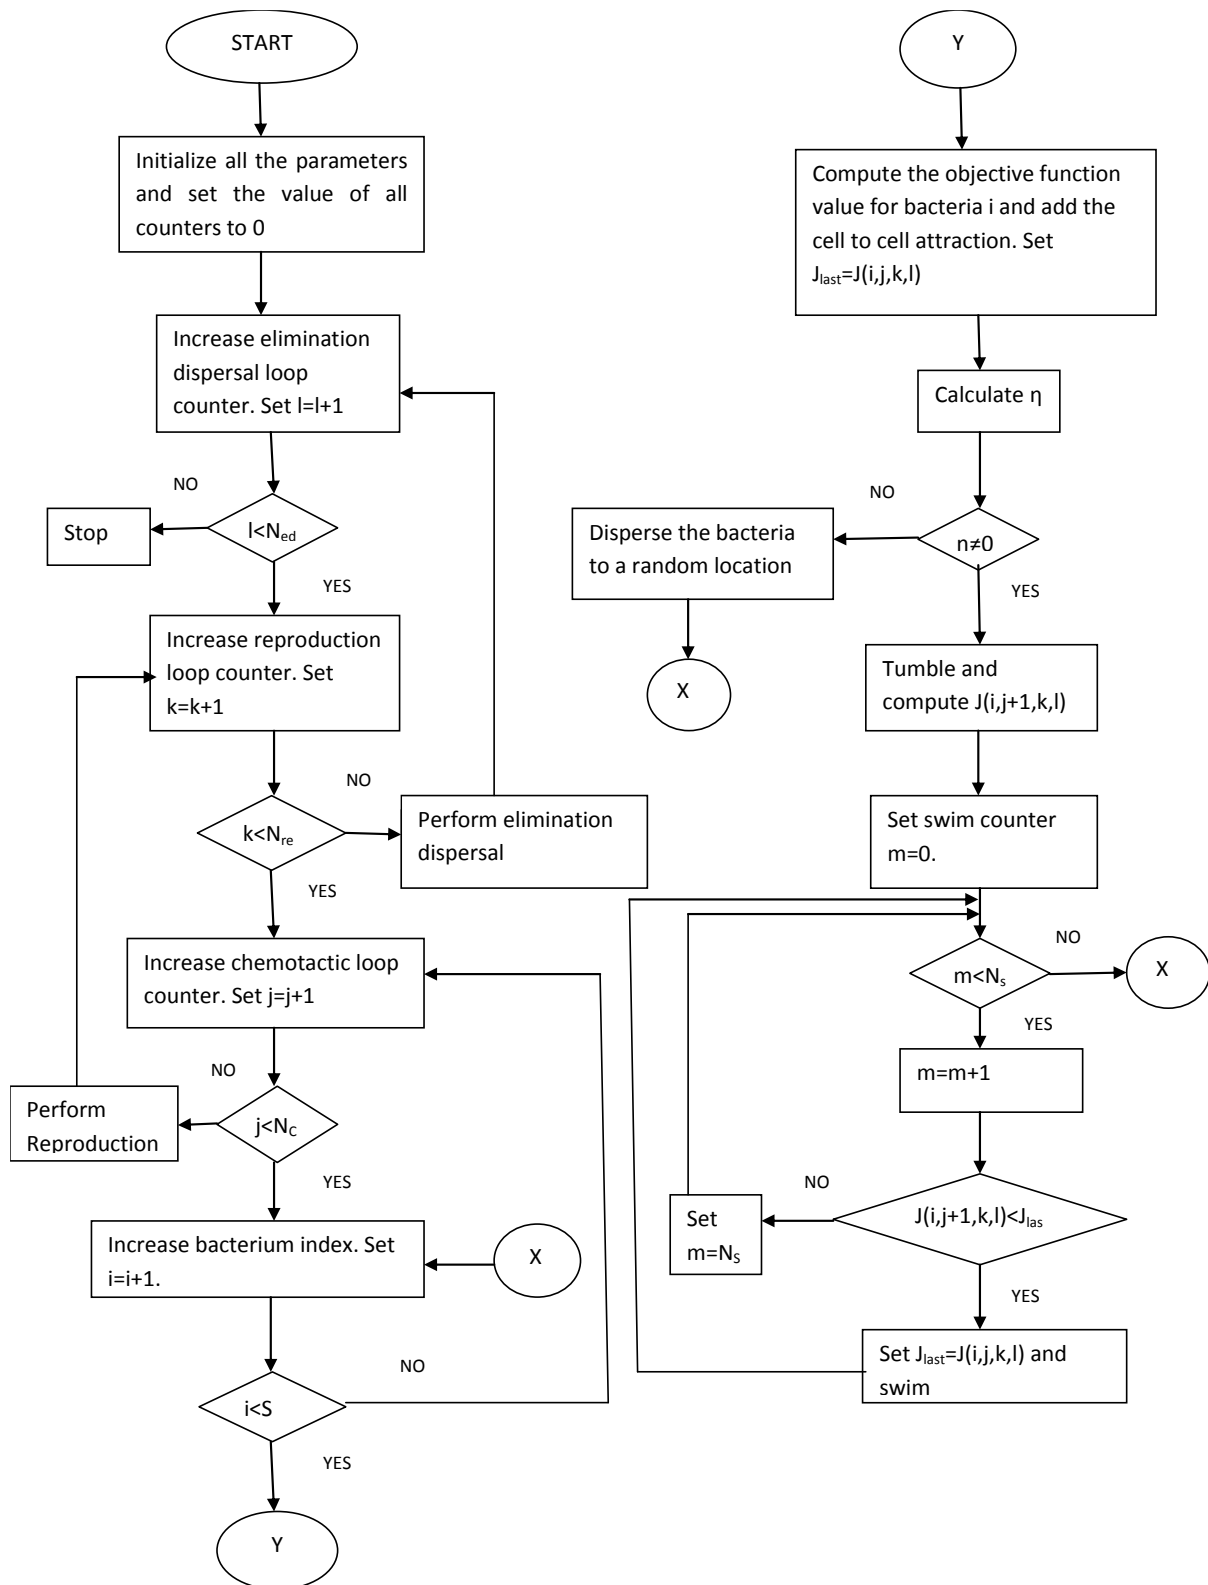 START
Initialize all the parameters
and set the value of all
counters to 0
Increase elimination
dispersal loop
counter. Set l=l+1
NO
l<Ned
Stop
YES
Increase reproduction
loop counter. Set
k=k+1
NO
k<Nre
Perform elimination
dispersal
YES
Increase chemotactic loop
counter. Set j=j+1
NO
j<NC
Perform
Reproduction
YES
Increase bacterium index. Set
i=i+1.
X
NO
i<S
YES
Y
Y
Compute the objective function
value for bacteria i and add the
cell to cell attraction. Set
Jlast=J(i,j,k,l)
Calculate η
NO
n≠0
Disperse the bacteria
to a random location
X
YES
Tumble and
compute J(i,j+1,k,l)
Set swim counter
m=0.
NO
m<Ns
X
YES
m=m+1
NO
J(i,j+1,k,l)<Jlas
Set
m=NS
YES
Set Jlast=J(i,j,k,l) and
swim